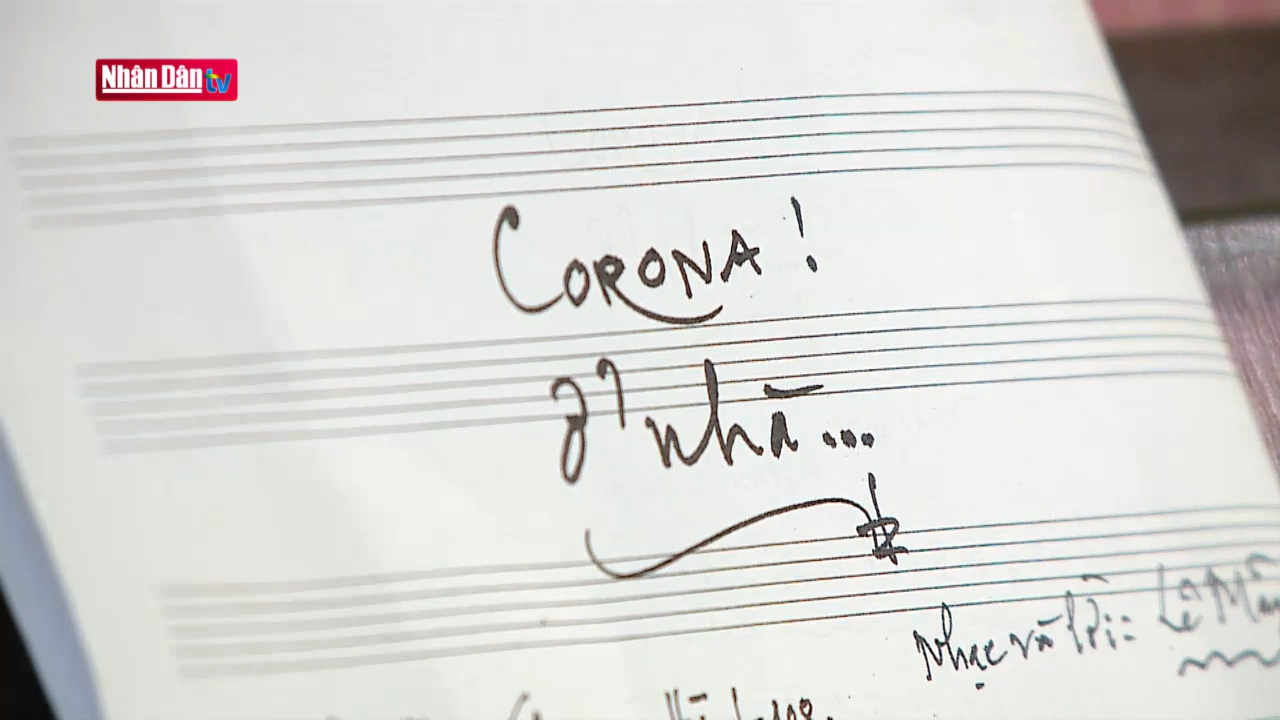 Nhân Dân tv
CORONA!
Ở nhà...
Nhạc và lời: Lê